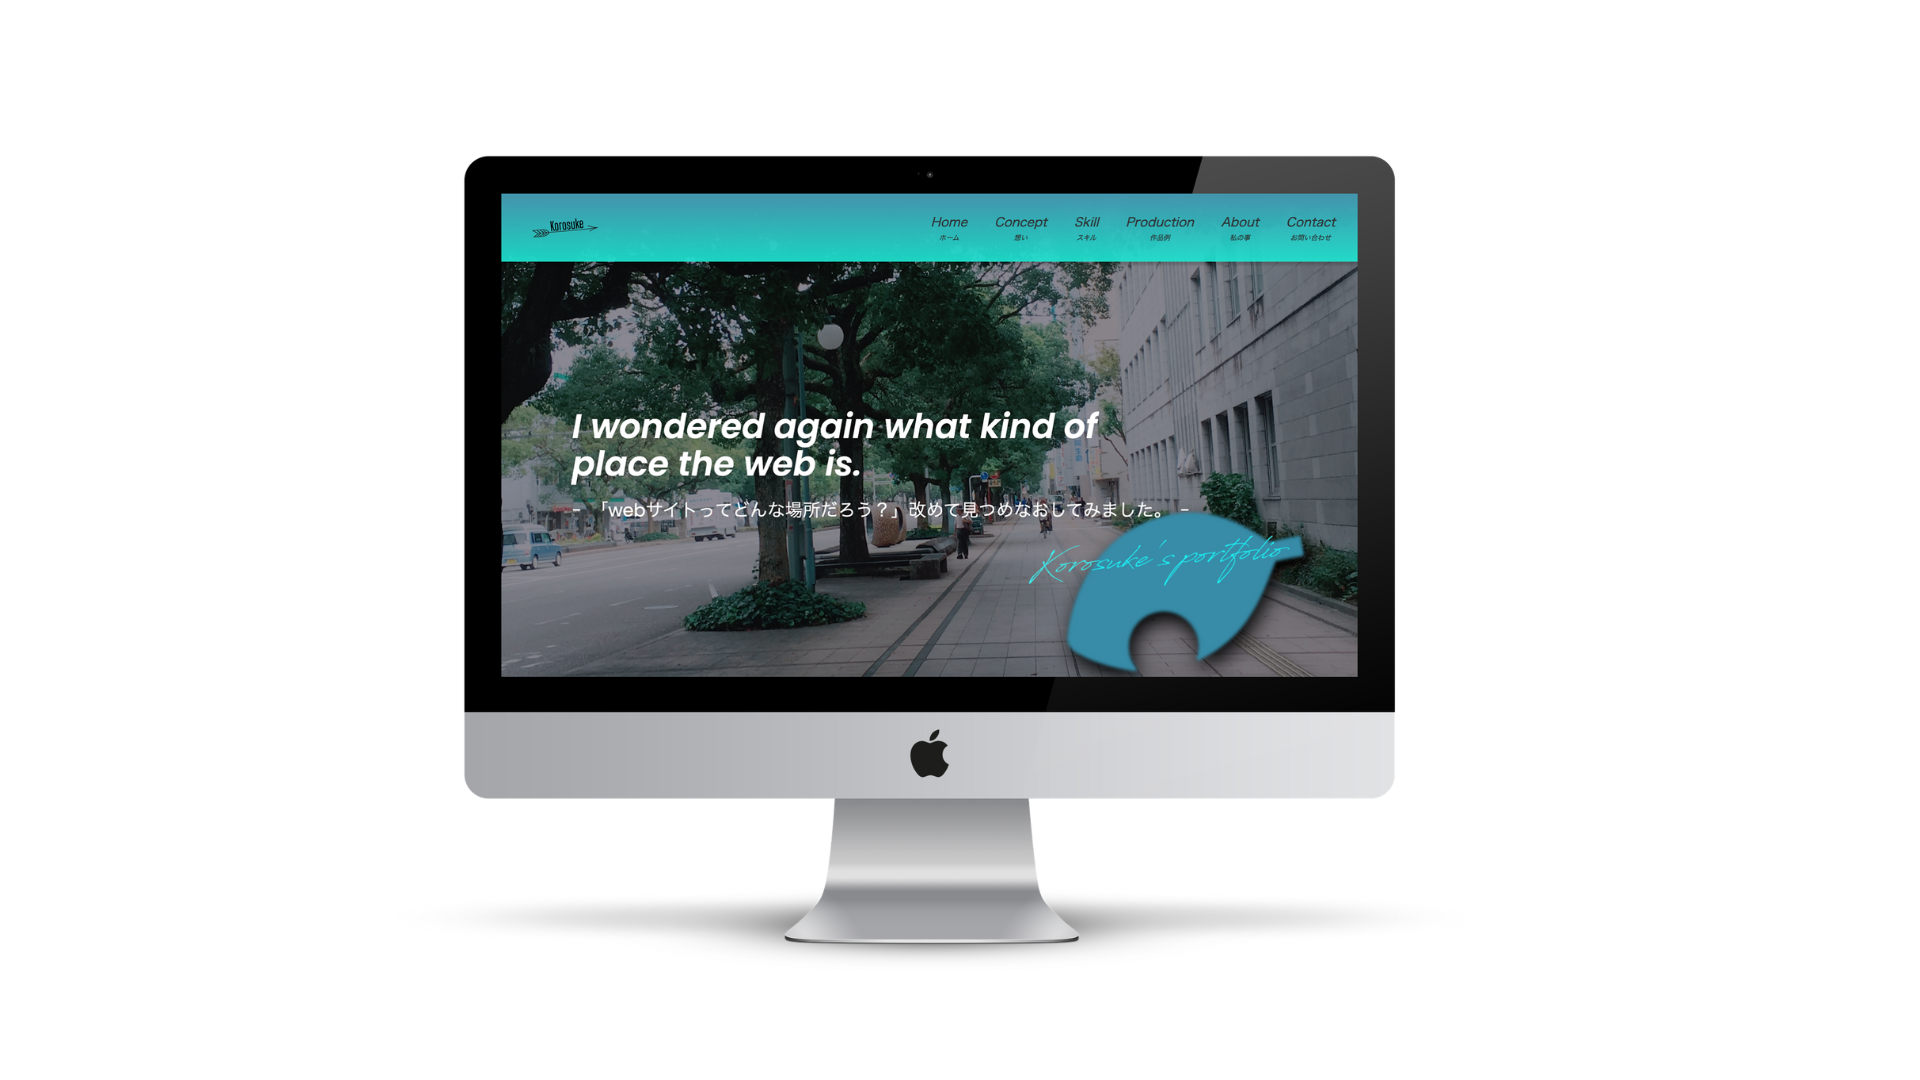 Korosuke
Home Concept Skill Production About Contact
ホーム 想い スキル 作品例 私の事 お問い合わせ
I wondered again what kind of
place the web is.
- 「webサイトってどんな場所だろう？」改めて見つめなおしてみました。 -
Korosuke's portfolio